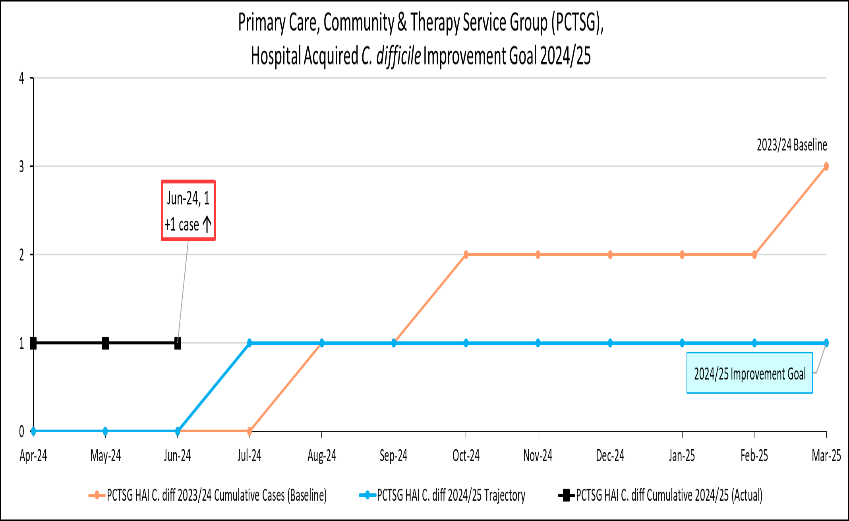 Primary Care, Community & Therapy Service Group (PCTSG),
Hospital Acquired C. difficile Improvement Goal 2024/25
4
3
2
1
0
2023/24 Baseline
Jun-24, 1
+1 case ↑
2024/25 Improvement Goal
Apr-24 May-24 Jun-24 Jul-24 Aug-24 Sep-24 Oct-24 Nov-24 Dec-24 Jan-25 Feb-25 Mar-25
PCTSG HAI C. diff 2023/24 Cumulative Cases (Baseline) PCTSG HAI C. diff 2024/25 Trajectory PCTSG HAI C. diff Cumulative 2024/25 (Actual)